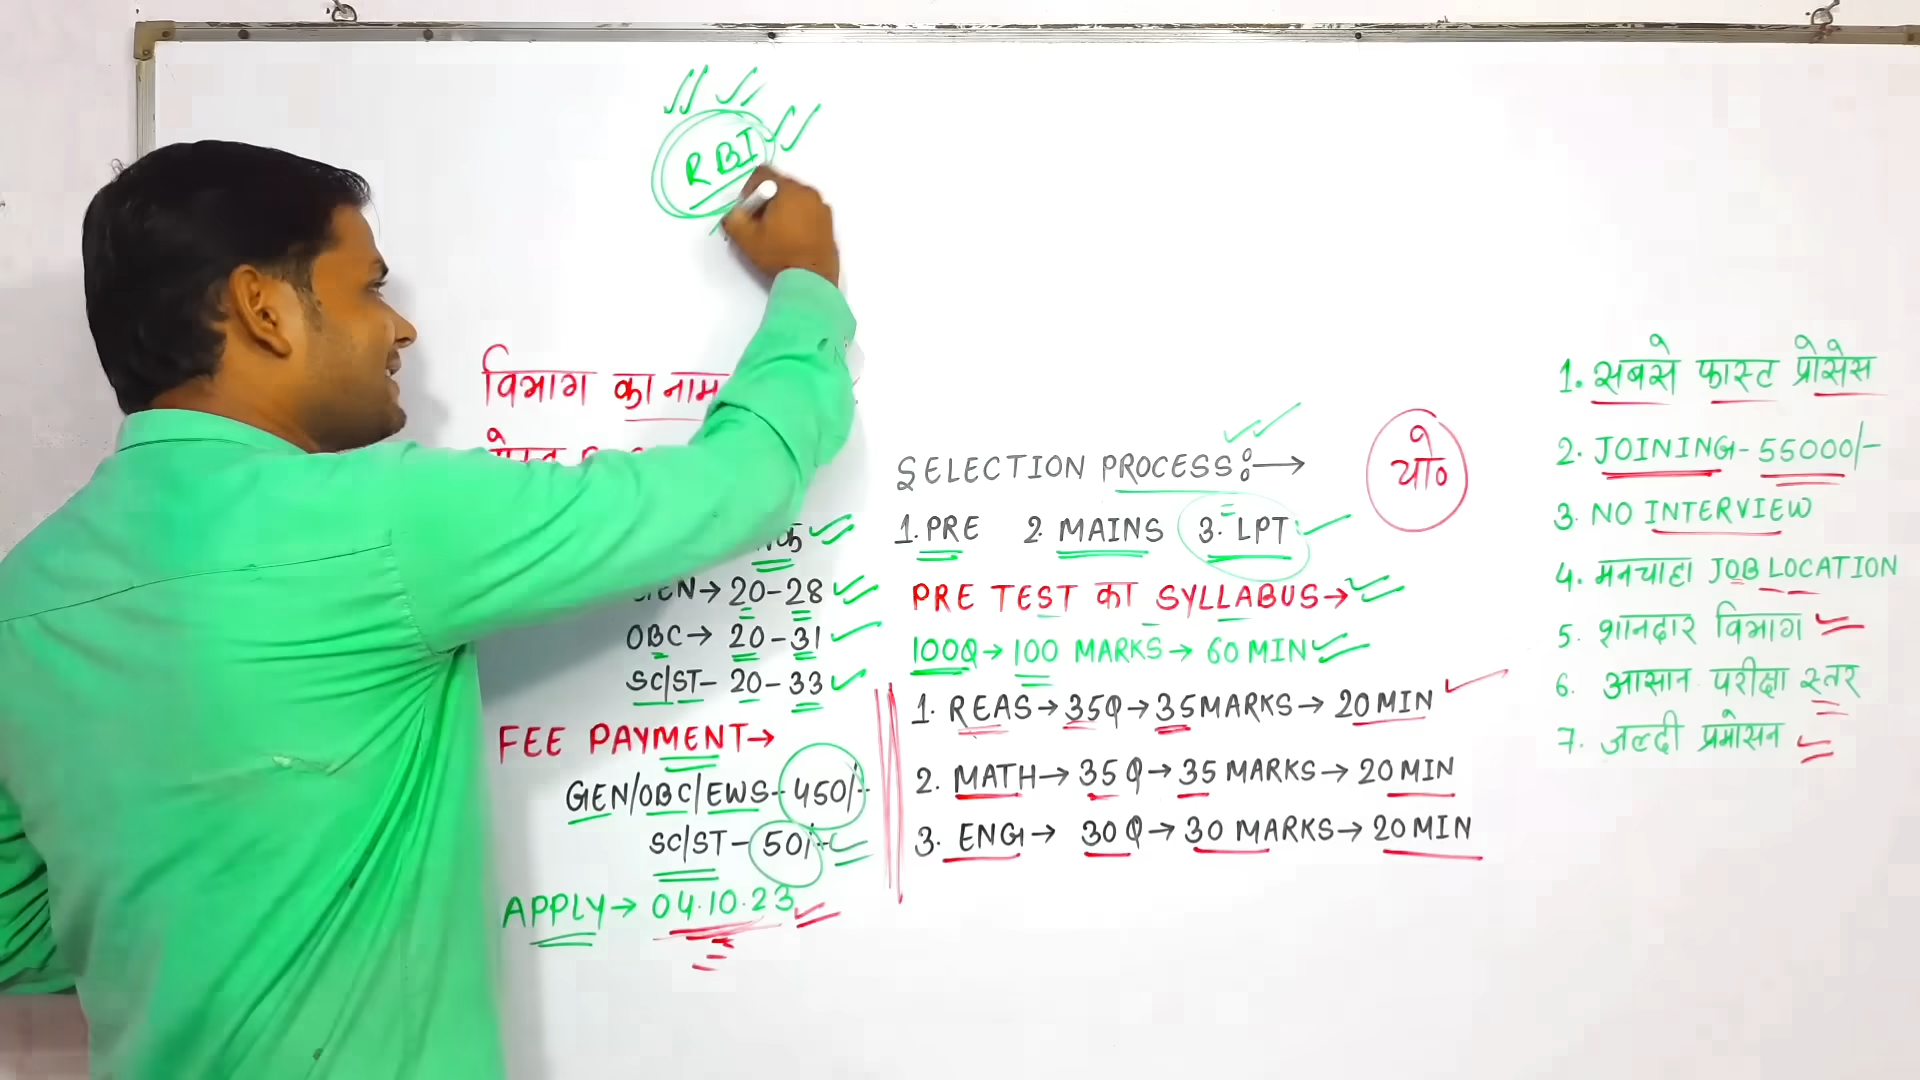 RBI
विभाग का नाम
GEN→ 20-28
OBC→ 20-31
SC/ST- 20-33
FEE PAYMENT→
GEN/OBC/EWS- 450/-
SC/ST- 50/-
APPLY→ 04.10.23
SELECTION PROCESS:→
1. PRE 2. MAINS 3. LPT
PRE TEST का SYLLABUS→
100Q→ 100 MARKS→ 60 MIN
1. REAS→ 35Q→ 35 MARKS→ 20 MIN
2. MATH→ 35Q→ 35 MARKS→ 20 MIN
3. ENG→ 30Q→ 30 MARKS→ 20 MIN
1. सबसे फास्ट प्रोसेस
2. JOINING- 55000/-
3. NO INTERVIEW
4. मनचाहा JOB LOCATION
5. शानदार विभाग
6. आसान परीक्षा स्तर
7. जल्दी प्रमोसन